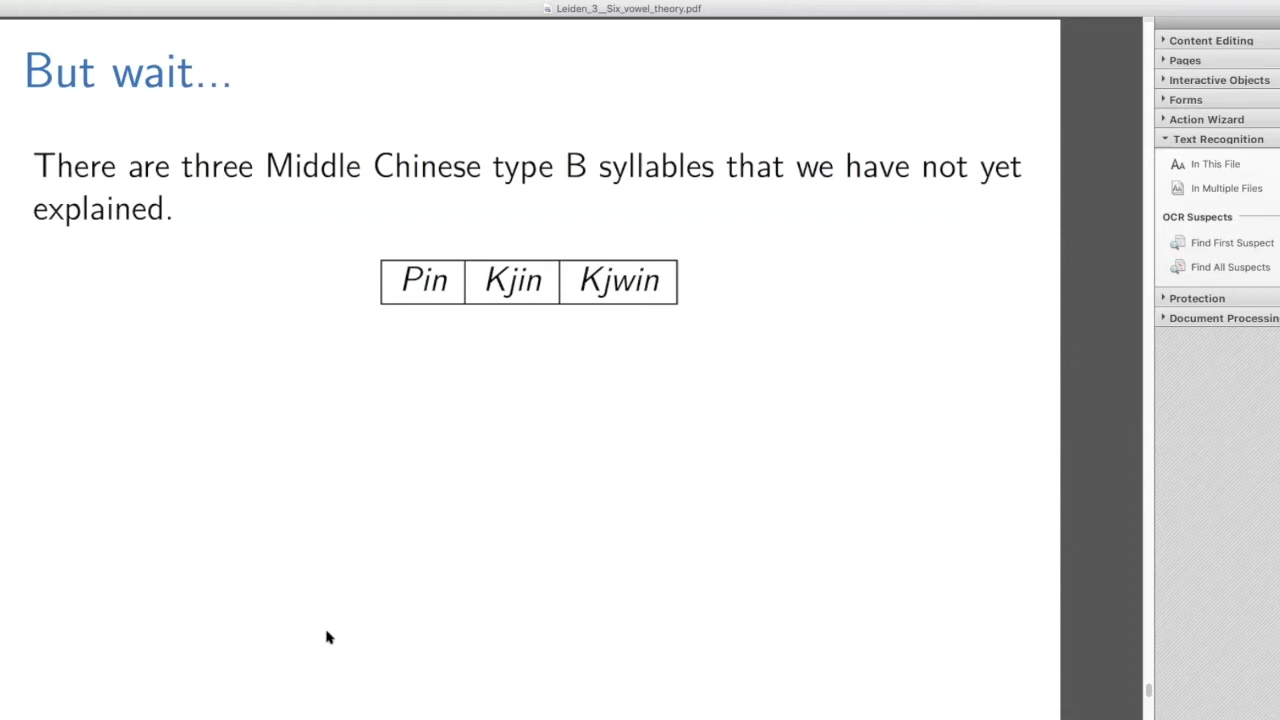 Leiden_3__Six_vowel_theory.pdf
But wait...
There are three Middle Chinese type B syllables that we have not yet
explained.
Pin Kjin Kjwin
Content Editing
Pages
Interactive Objects
Forms
Action Wizard
Text Recognition
In This File
In Multiple Files
OCR Suspects
Find First Suspect
Find All Suspects
Protection
Document Processin